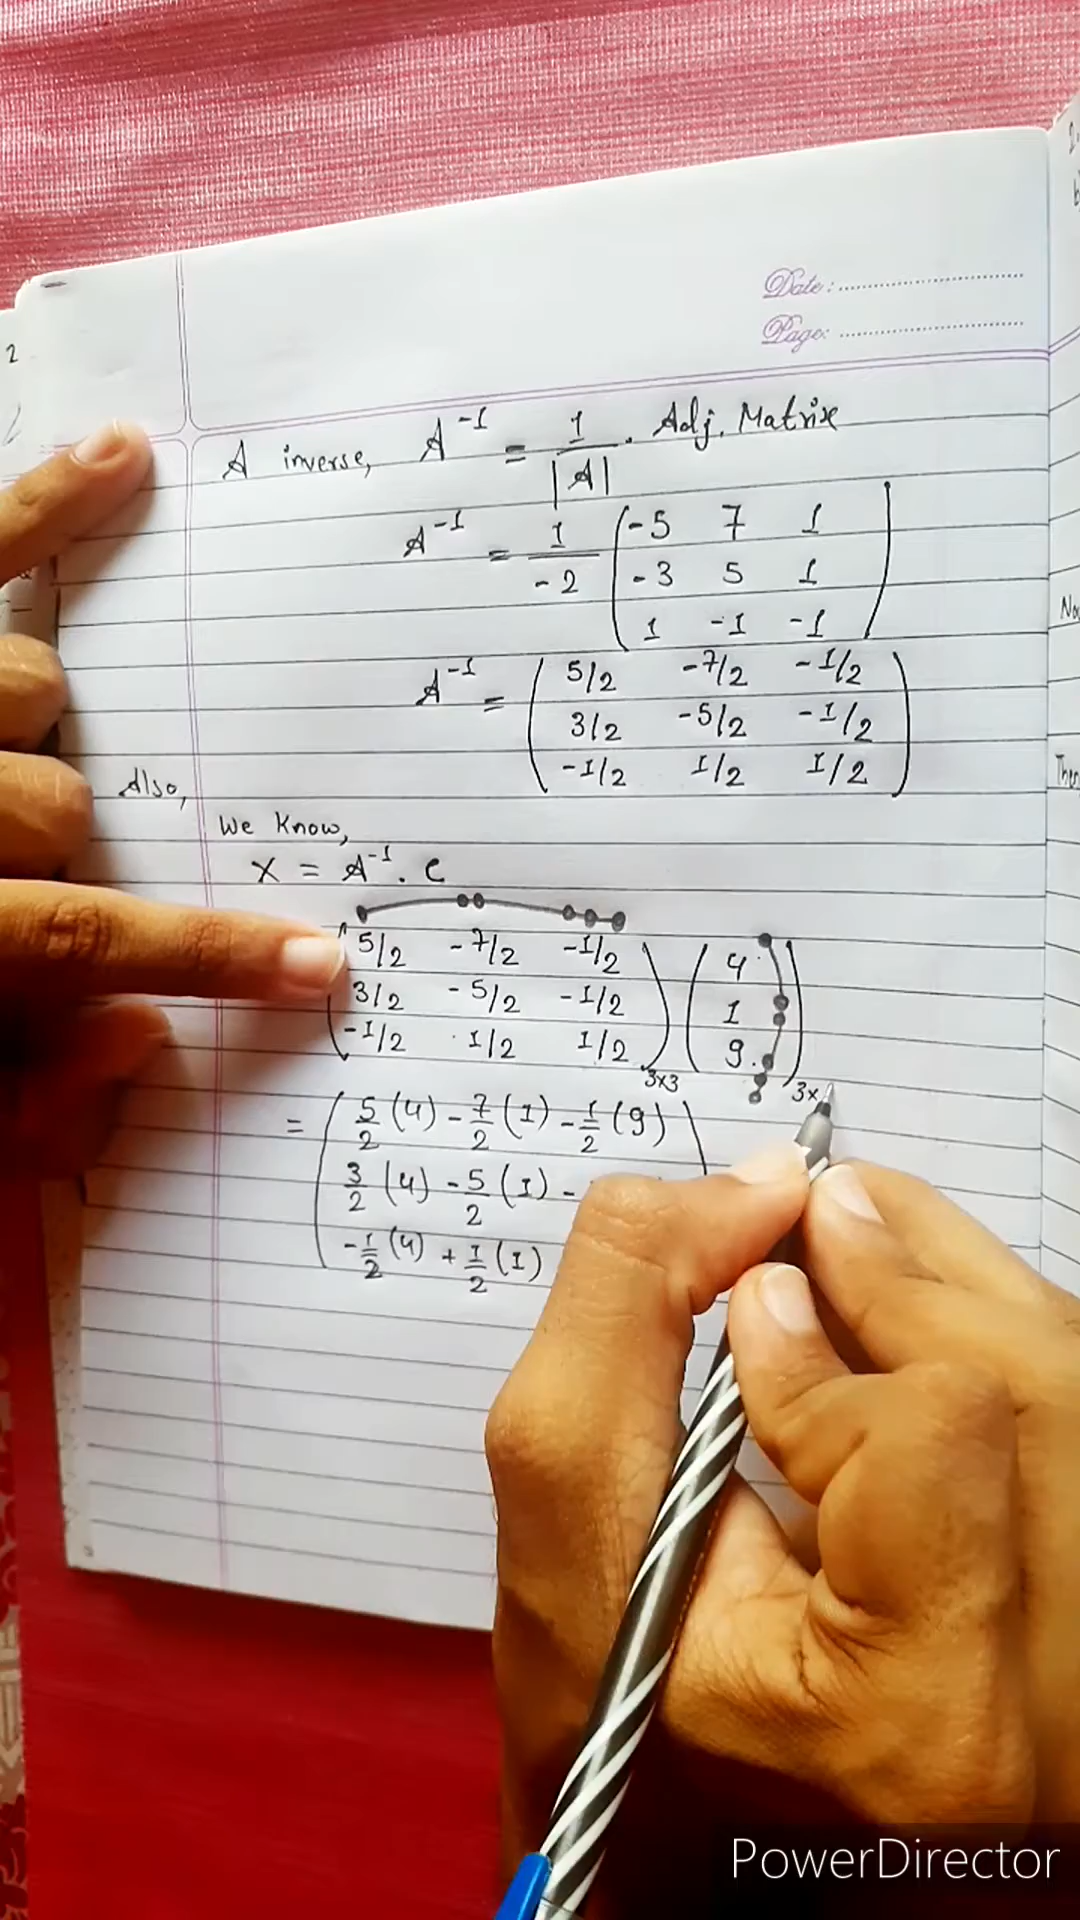 Date: ........................
Page: ........................
A inverse, A^-1 = 1/|A| . Adj. Matrix
A^-1 = 1/-2 ( -5 7 1
-3 5 1
1 -1 -1 )
A^-1 = ( 5/2 -7/2 -1/2
3/2 -5/2 -1/2
-1/2 1/2 1/2 )
Also,
We Know,
X = A^-1 . C
( 5/2 -7/2 -1/2 ) ( 4
3/2 -5/2 -1/2 1
-1/2 1/2 1/2 )3x3 9 )3x
= ( 5/2 (4) - 7/2 (1) - 1/2 (9)
3/2 (4) - 5/2 (1) -
-1/2 (4) + 1/2 (1)
2
PowerDirector